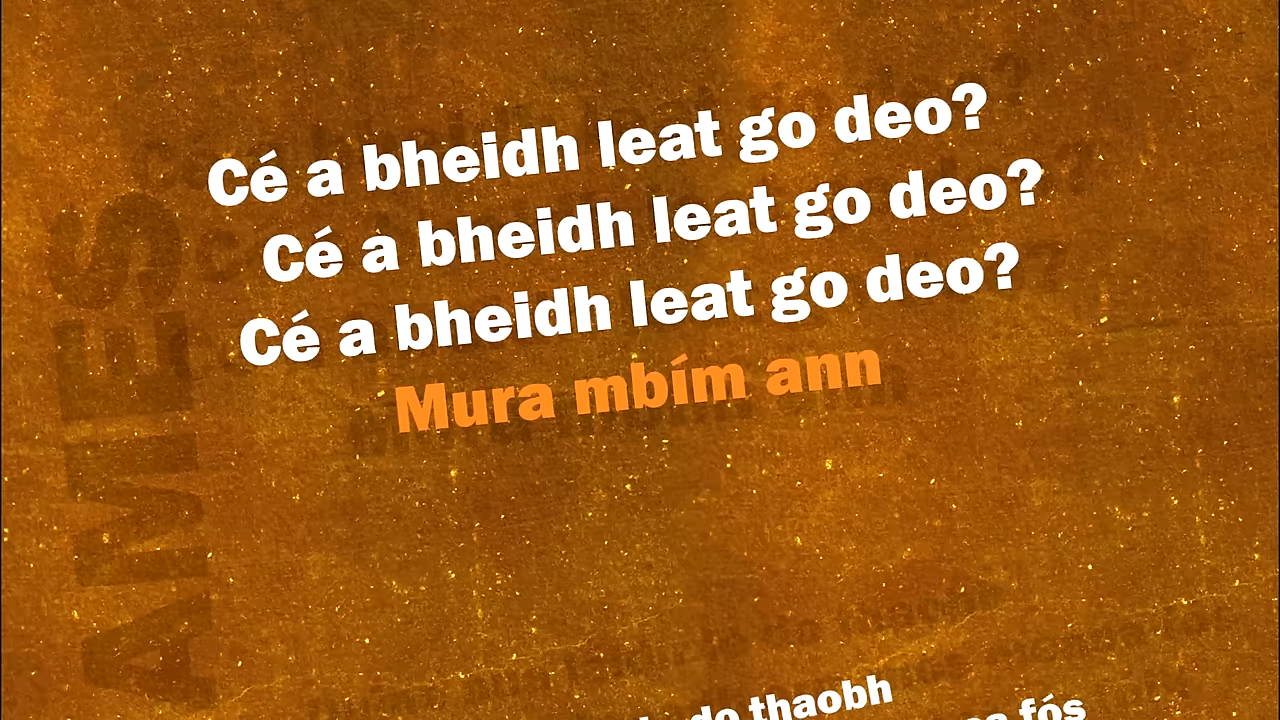 Cé a bheidh leat go deo?
Cé a bheidh leat go deo?
Cé a bheidh leat go deo?
Mura mbím ann
do thaobh
fós
AMES